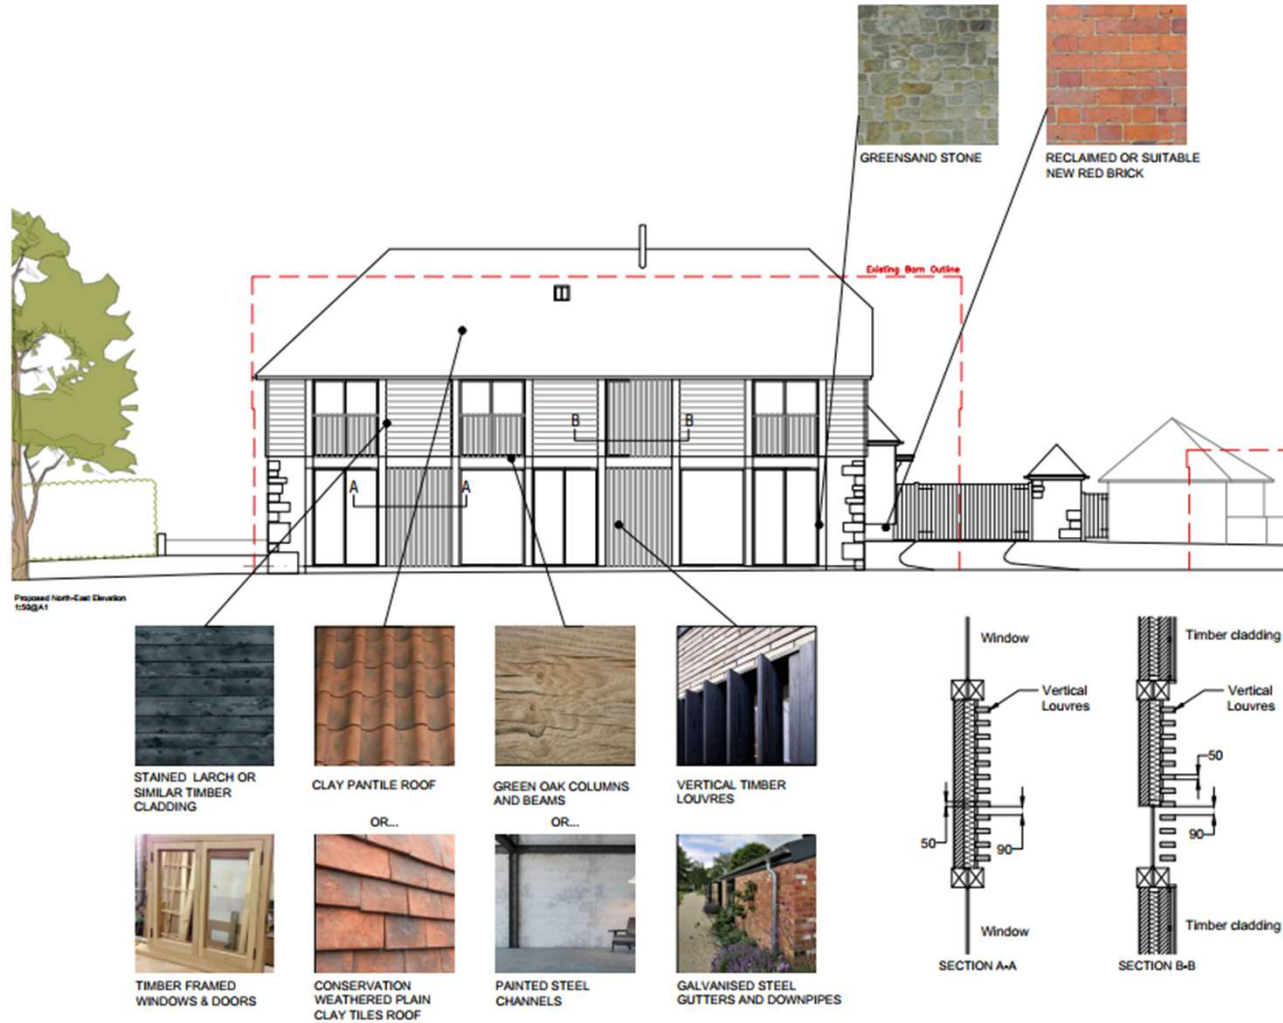 GREENSAND STONE
RECLAIMED OR SUITABLE
NEW RED BRICK
Existing Barn Outline
B
B
A
A
Proposed North-East Elevation
1:50@A1
STAINED LARCH OR
SIMILAR TIMBER
CLADDING
CLAY PANTILE ROOF
GREEN OAK COLUMNS
AND BEAMS
VERTICAL TIMBER
LOUVRES
OR...
OR...
TIMBER FRAMED
WINDOWS & DOORS
CONSERVATION
WEATHERED PLAIN
CLAY TILES ROOF
PAINTED STEEL
CHANNELS
GALVANISED STEEL
GUTTERS AND DOWNPIPES
Window
Vertical
Louvres
50
90
Window
SECTION A-A
Timber cladding
Vertical
Louvres
50
90
Timber cladding
SECTION B-B